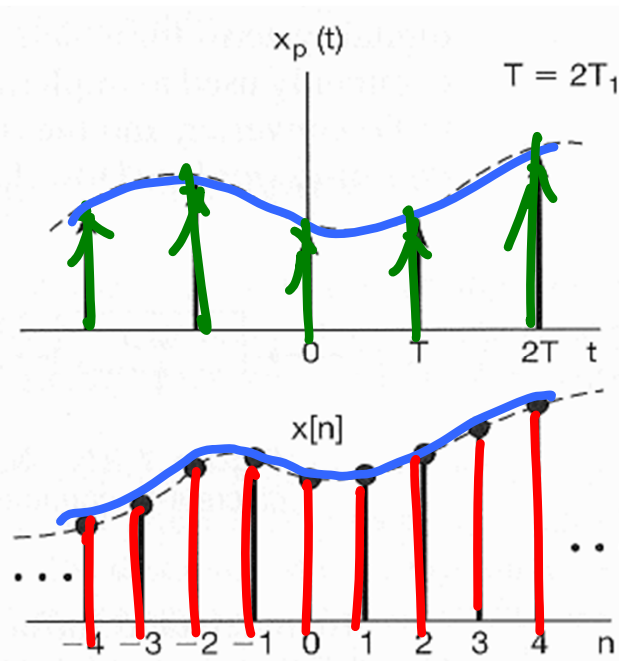 xₚ(t)
T = 2T₁
0 T 2T t
x[n]
−4 −3 −2 −1 0 1 2 3 4 n